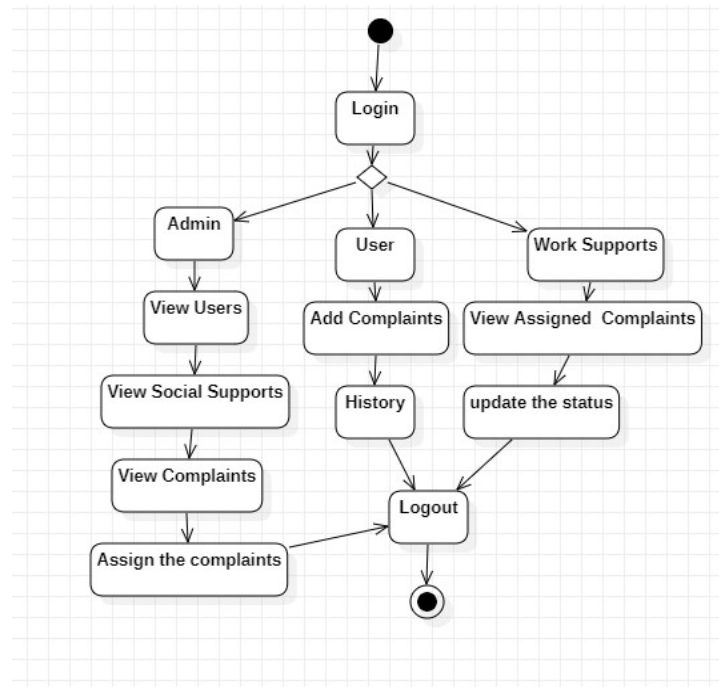 Login
Admin
User
Work Supports
View Users
Add Complaints
View Assigned  Complaints
View Social Supports
History
update the status
View Complaints
Logout
Assign the complaints